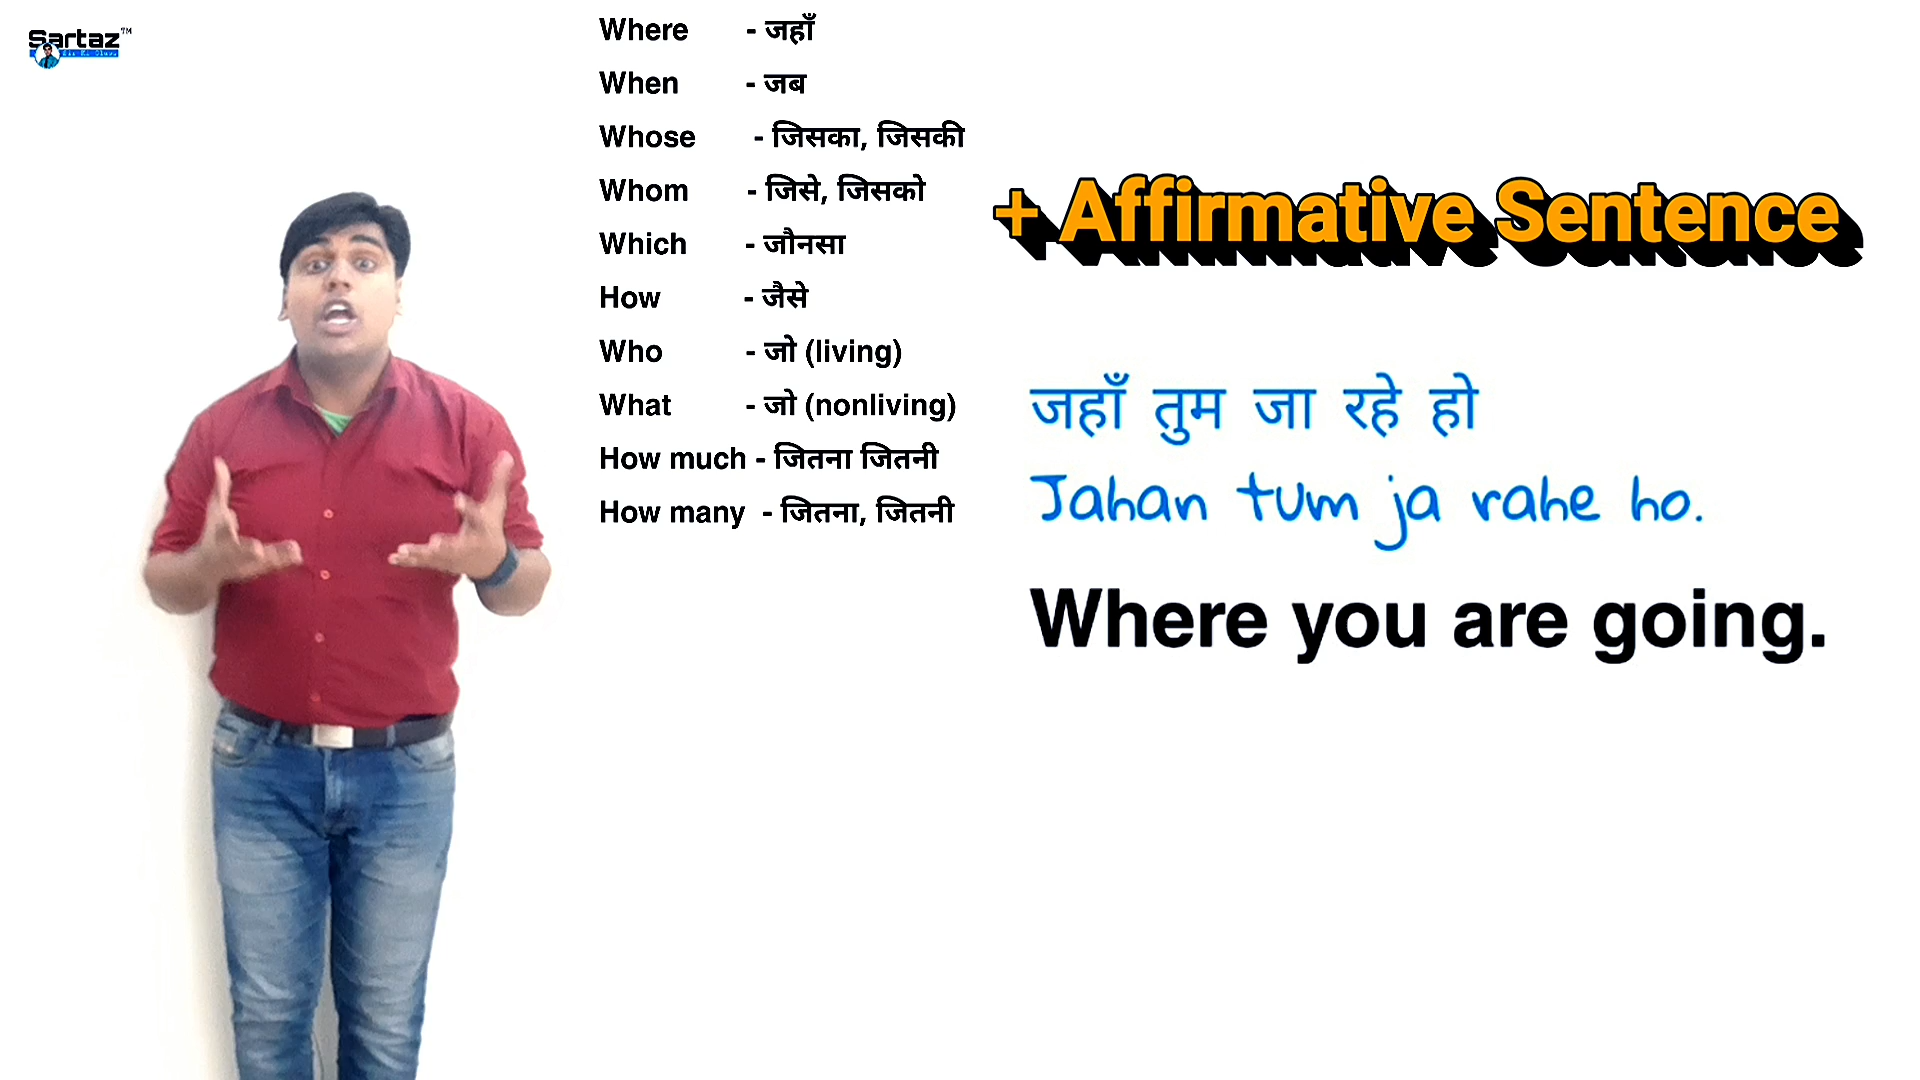 Sartaz™
Where - जहाँ
When - जब
Whose - जिसका, जिसकी
Whom - जिसे, जिसको
Which - जौनसा
How - जैसे
Who - जो (living)
What - जो (nonliving)
How much - जितना जितनी
How many - जितना, जितनी
+ Affirmative Sentence
जहाँ तुम जा रहे हो
Jahan tum ja rahe ho.
Where you are going.